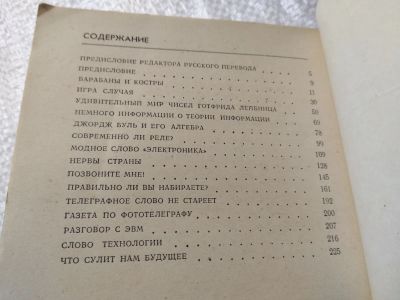 СОДЕРЖАНИЕ
ПРЕДИСЛОВИЕ РЕДАКТОРА РУССКОГО ПЕРЕВОДА 5
ПРЕДИСЛОВИЕ 9
БАРАБАНЫ И КОСТРЫ 11
ИГРА СЛУЧАЯ 30
УДИВИТЕЛЬНЫЙ МИР ЧИСЕЛ ГОТФРИДА ЛЕЙБНИЦА 50
НЕМНОГО ИНФОРМАЦИИ О ТЕОРИИ ИНФОРМАЦИИ 69
ДЖОРДЖ БУЛЬ И ЕГО АЛГЕБРА 78
СОВРЕМЕННО ЛИ РЕЛЕ? 99
МОДНОЕ СЛОВО «ЭЛЕКТРОНИКА» 109
НЕРВЫ СТРАНЫ 128
ПОЗВОНИТЕ МНЕ! 145
ПРАВИЛЬНО ЛИ ВЫ НАБИРАЕТЕ? 161
ТЕЛЕГРАФНОЕ СЛОВО НЕ СТАРЕЕТ 192
ГАЗЕТА ПО ФОТОТЕЛЕГРАФУ 200
РАЗГОВОР С ЭВМ 207
СЛОВО ТЕХНОЛОГИИ 216
ЧТО СУЛИТ НАМ БУДУЩЕЕ 225